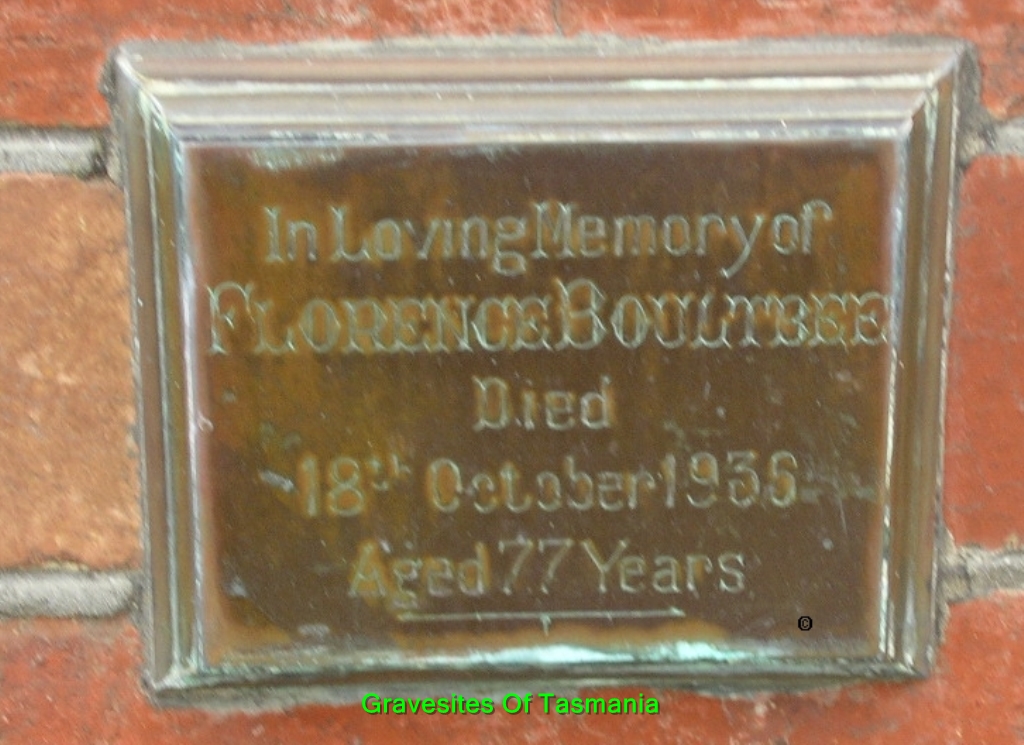 In Loving Memory of
FLORENCE BOULTBEE
Died
18th October 1936
Aged 77 Years
©
Gravesites Of Tasmania